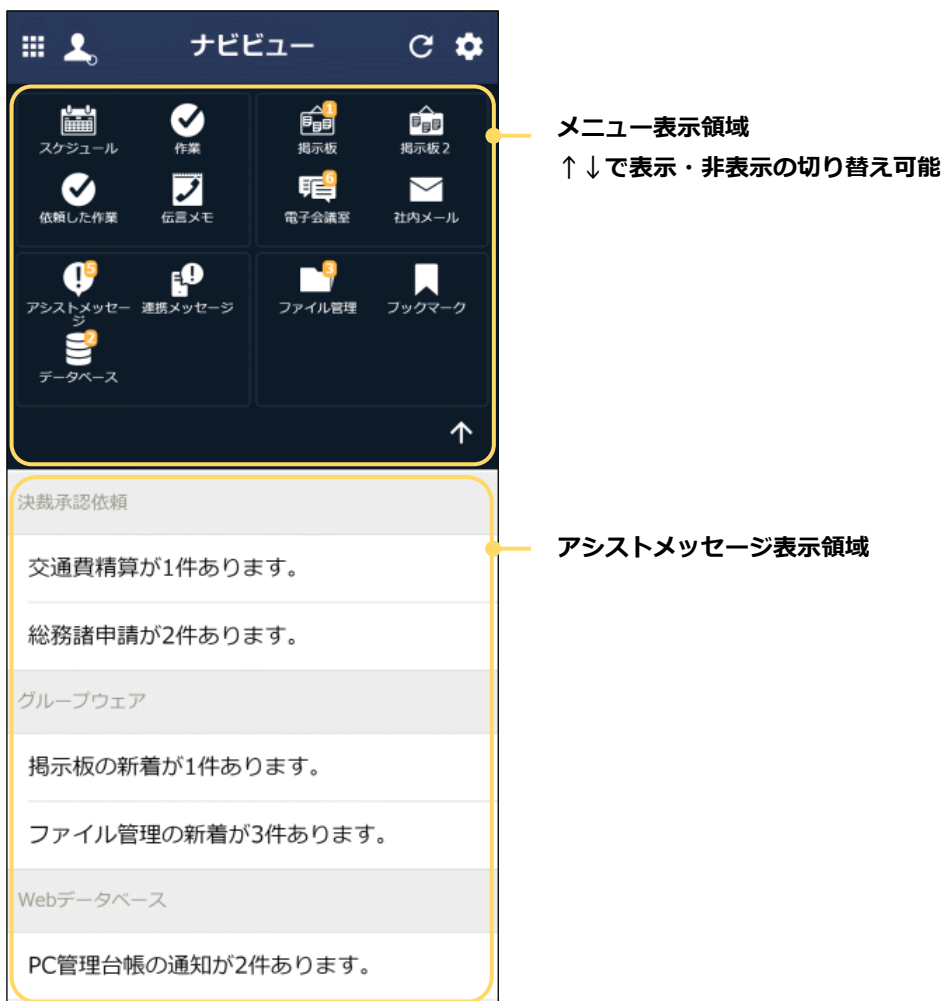 ナビビュー
メニュー表示領域
↑↓で表示・非表示の切り替え可能
1
スケジュール
作業
掲示板
掲示板2
6
依頼した作業
伝言メモ
電子会議室
社内メール
5
3
アシストメッセー
ジ
連携メッセージ
ファイル管理
ブックマーク
2
データベース
↑
決裁承認依頼
アシストメッセージ表示領域
交通費精算が1件あります。
総務諸申請が2件あります。
グループウェア
掲示板の新着が1件あります。
ファイル管理の新着が3件あります。
Webデータベース
PC管理台帳の通知が2件あります。